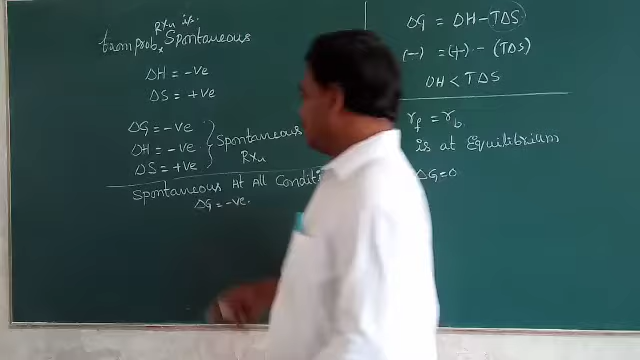 Rxn is
Spontaneous
ΔH = -ve
ΔS = +ve
ΔG = -ve
ΔH = -ve
ΔS = +ve
Spontaneous
Rxn
Spontaneous At All Conditi
ΔG = -ve.
ΔG = ΔH - TΔS
(-) = (+) - (TΔS)
ΔH < TΔS
rf = rb
is at Equilibrium
ΔG = 0